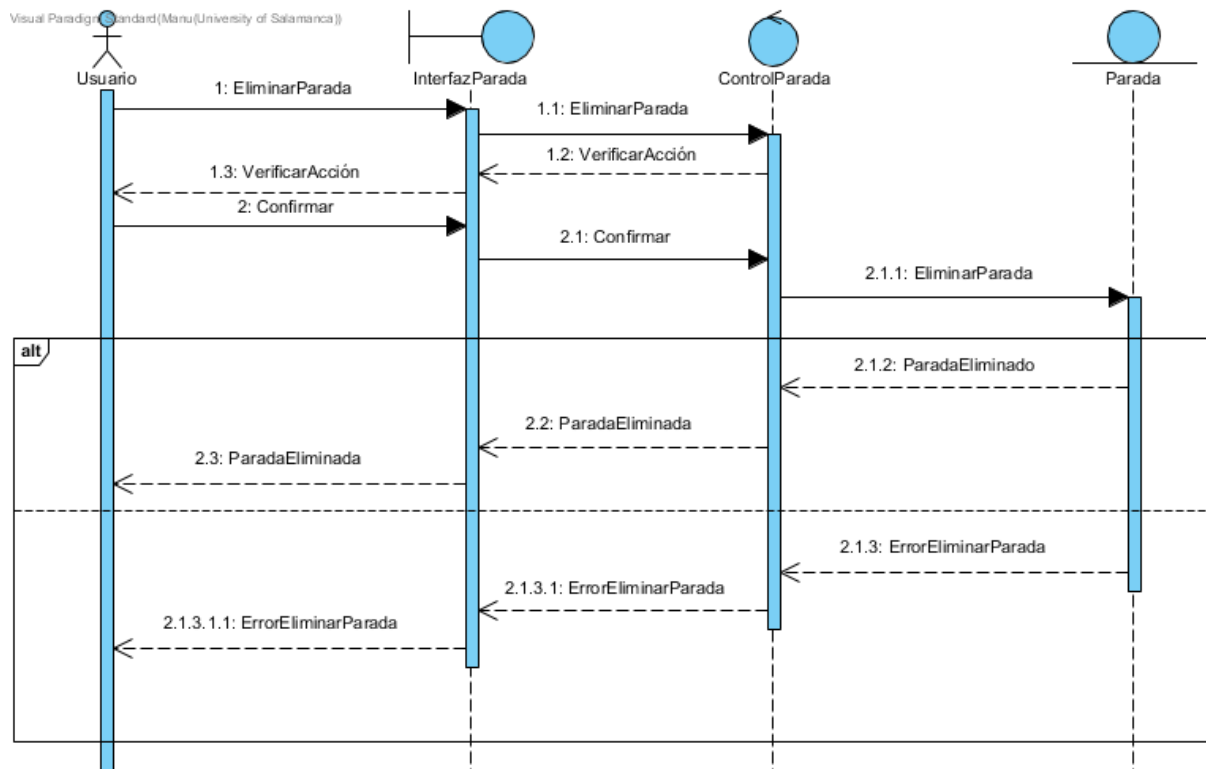 Visual Paradigm Standard(Manu(University of Salamanca))
Usuario
InterfazParada
ControlParada
Parada
1: EliminarParada
1.1: EliminarParada
1.2: VerificarAcción
1.3: VerificarAcción
2: Confirmar
2.1: Confirmar
2.1.1: EliminarParada
alt
2.1.2: ParadaEliminado
2.2: ParadaEliminada
2.3: ParadaEliminada
2.1.3: ErrorEliminarParada
2.1.3.1: ErrorEliminarParada
2.1.3.1.1: ErrorEliminarParada